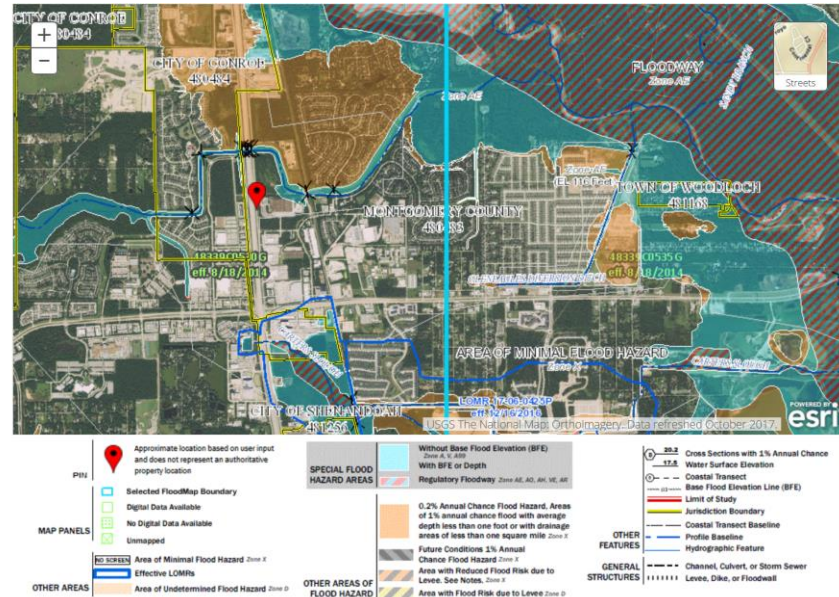 CITY OF CONROE
480484
+
−
CITY OF CONROE
480484
FLOODWAY
Zone AE
Streets
Zone AE
TOWN OF WOODLOCH
481168
MONTGOMERY COUNTY
480483
eff. 8/18/2014
48339C0535G
eff. 8/18/2014
AREA OF MINIMAL FLOOD HAZARD
Zone X
LOMR 17-06-0425P
eff. 12/16/2016
CITY OF SHENANDOAH
481256
USGS The National Map: Orthoimagery. Data refreshed October 2017.
POWERED BY
esri
PIN
Approximate location based on user input
and does not represent an authoritative
property location
MAP PANELS
Selected FloodMap Boundary
Digital Data Available
No Digital Data Available
Unmapped
OTHER AREAS
NO SCREEN Area of Minimal Flood Hazard Zone X
Effective LOMRs
Area of Undetermined Flood Hazard Zone D
SPECIAL FLOOD
HAZARD AREAS
Without Base Flood Elevation (BFE)
Zone A, V, A99
With BFE or Depth
Regulatory Floodway Zone AE, AO, AH, VE, AR
OTHER AREAS OF
FLOOD HAZARD
0.2% Annual Chance Flood Hazard, Areas
of 1% annual chance flood with average
depth less than one foot or with drainage
areas of less than one square mile Zone X
Future Conditions 1% Annual
Chance Flood Hazard Zone X
Area with Reduced Flood Risk due to
Levee. See Notes. Zone X
Area with Flood Risk due to Levee Zone D
OTHER
FEATURES
20.2 Cross Sections with 1% Annual Chance
17.5 Water Surface Elevation
Coastal Transect
Base Flood Elevation Line (BFE)
Limit of Study
Jurisdiction Boundary
Coastal Transect Baseline
Profile Baseline
Hydrographic Feature
GENERAL
STRUCTURES
Channel, Culvert, or Storm Sewer
Levee, Dike, or Floodwall